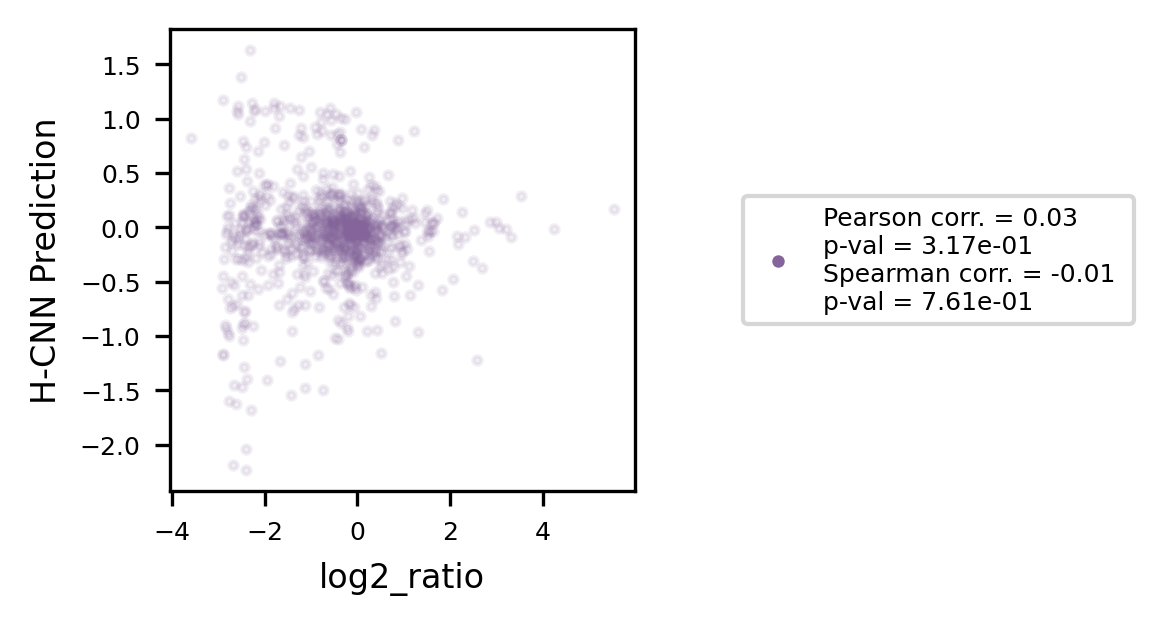 1.5
1.0
0.5
0.0
−0.5
−1.0
−1.5
−2.0
H-CNN Prediction
−4
−2
0
2
4
log2_ratio
Pearson corr. = 0.03
p-val = 3.17e-01
Spearman corr. = -0.01
p-val = 7.61e-01